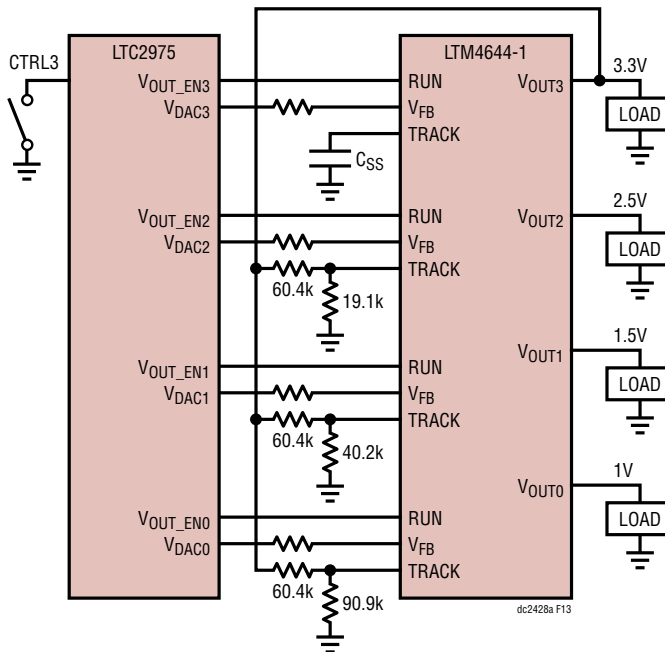 CTRL3
LTC2975
LTM4644-1
V_OUT_EN3
V_DAC3
RUN
V_FB
TRACK
C_SS
V_OUT3
3.3V
LOAD
V_OUT_EN2
V_DAC2
RUN
V_FB
TRACK
60.4k
19.1k
V_OUT2
2.5V
LOAD
V_OUT_EN1
V_DAC1
RUN
V_FB
TRACK
60.4k
40.2k
V_OUT1
1.5V
LOAD
V_OUT_EN0
V_DAC0
RUN
V_FB
TRACK
60.4k
90.9k
V_OUT0
1V
LOAD
dc2428a F13